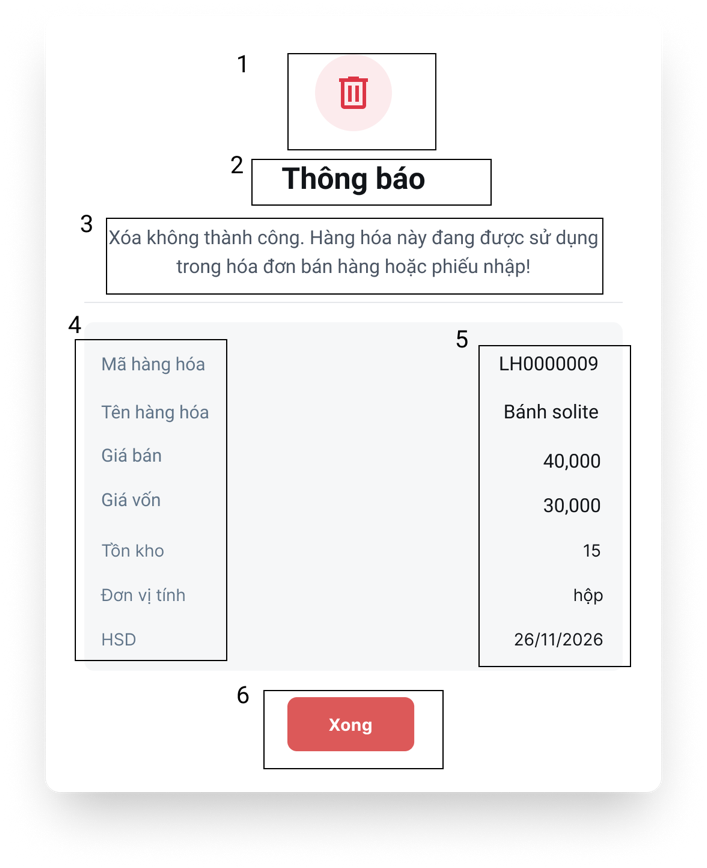 1
2
Thông báo
3
Xóa không thành công. Hàng hóa này đang được sử dụng
trong hóa đơn bán hàng hoặc phiếu nhập!
4
5
Mã hàng hóa LH0000009
Tên hàng hóa Bánh solite
Giá bán 40,000
Giá vốn 30,000
Tồn kho 15
Đơn vị tính hộp
HSD 26/11/2026
6
Xong